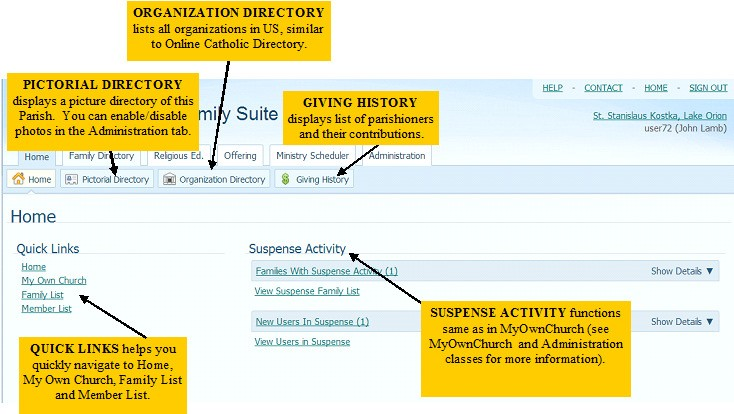 ORGANIZATION DIRECTORY
lists all organizations in US, similar
to Online Catholic Directory.
PICTORIAL DIRECTORY
displays a picture directory of this
Parish. You can enable/disable
photos in the Administration tab.
GIVING HISTORY
displays list of parishioners
and their contributions.
HELP - CONTACT - HOME - SIGN OUT
Suite
St. Stanislaus Kostka, Lake Orion
user72 (John Lamb)
Home Family Directory Religious Ed. Offering Ministry Scheduler Administration
Home Pictorial Directory Organization Directory Giving History
Home
Quick Links
Home
My Own Church
Family List
Member List
Suspense Activity
Families With Suspense Activity (1) Show Details ▼
View Suspense Family List
New Users In Suspense (1) Show Details ▼
View Users in Suspense
QUICK LINKS helps you
quickly navigate to Home,
My Own Church, Family List
and Member List.
SUSPENSE ACTIVITY functions
same as in MyOwnChurch (see
MyOwnChurch and Administration
classes for more information).